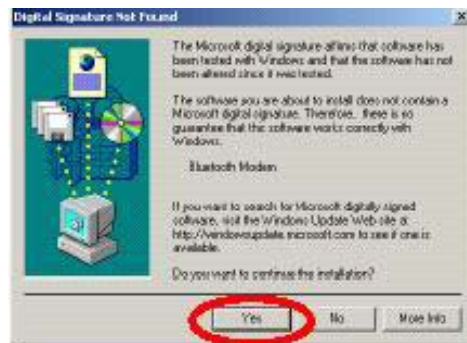 Digital Signature Not Found
The Microsoft digital signature affirms that software has
been tested with Windows and that the software has not
been altered since it was tested.
The software you are about to install does not contain a
Microsoft digital signature. Therefore, there is no
guarantee that this software works correctly with
Windows.
Bluetooth Modem
If you want to search for Microsoft digitally signed
software, visit the Windows Update Web site at
http://windowsupdate.microsoft.com to see if one is
available.
Do you want to continue the installation?
Yes No More Info